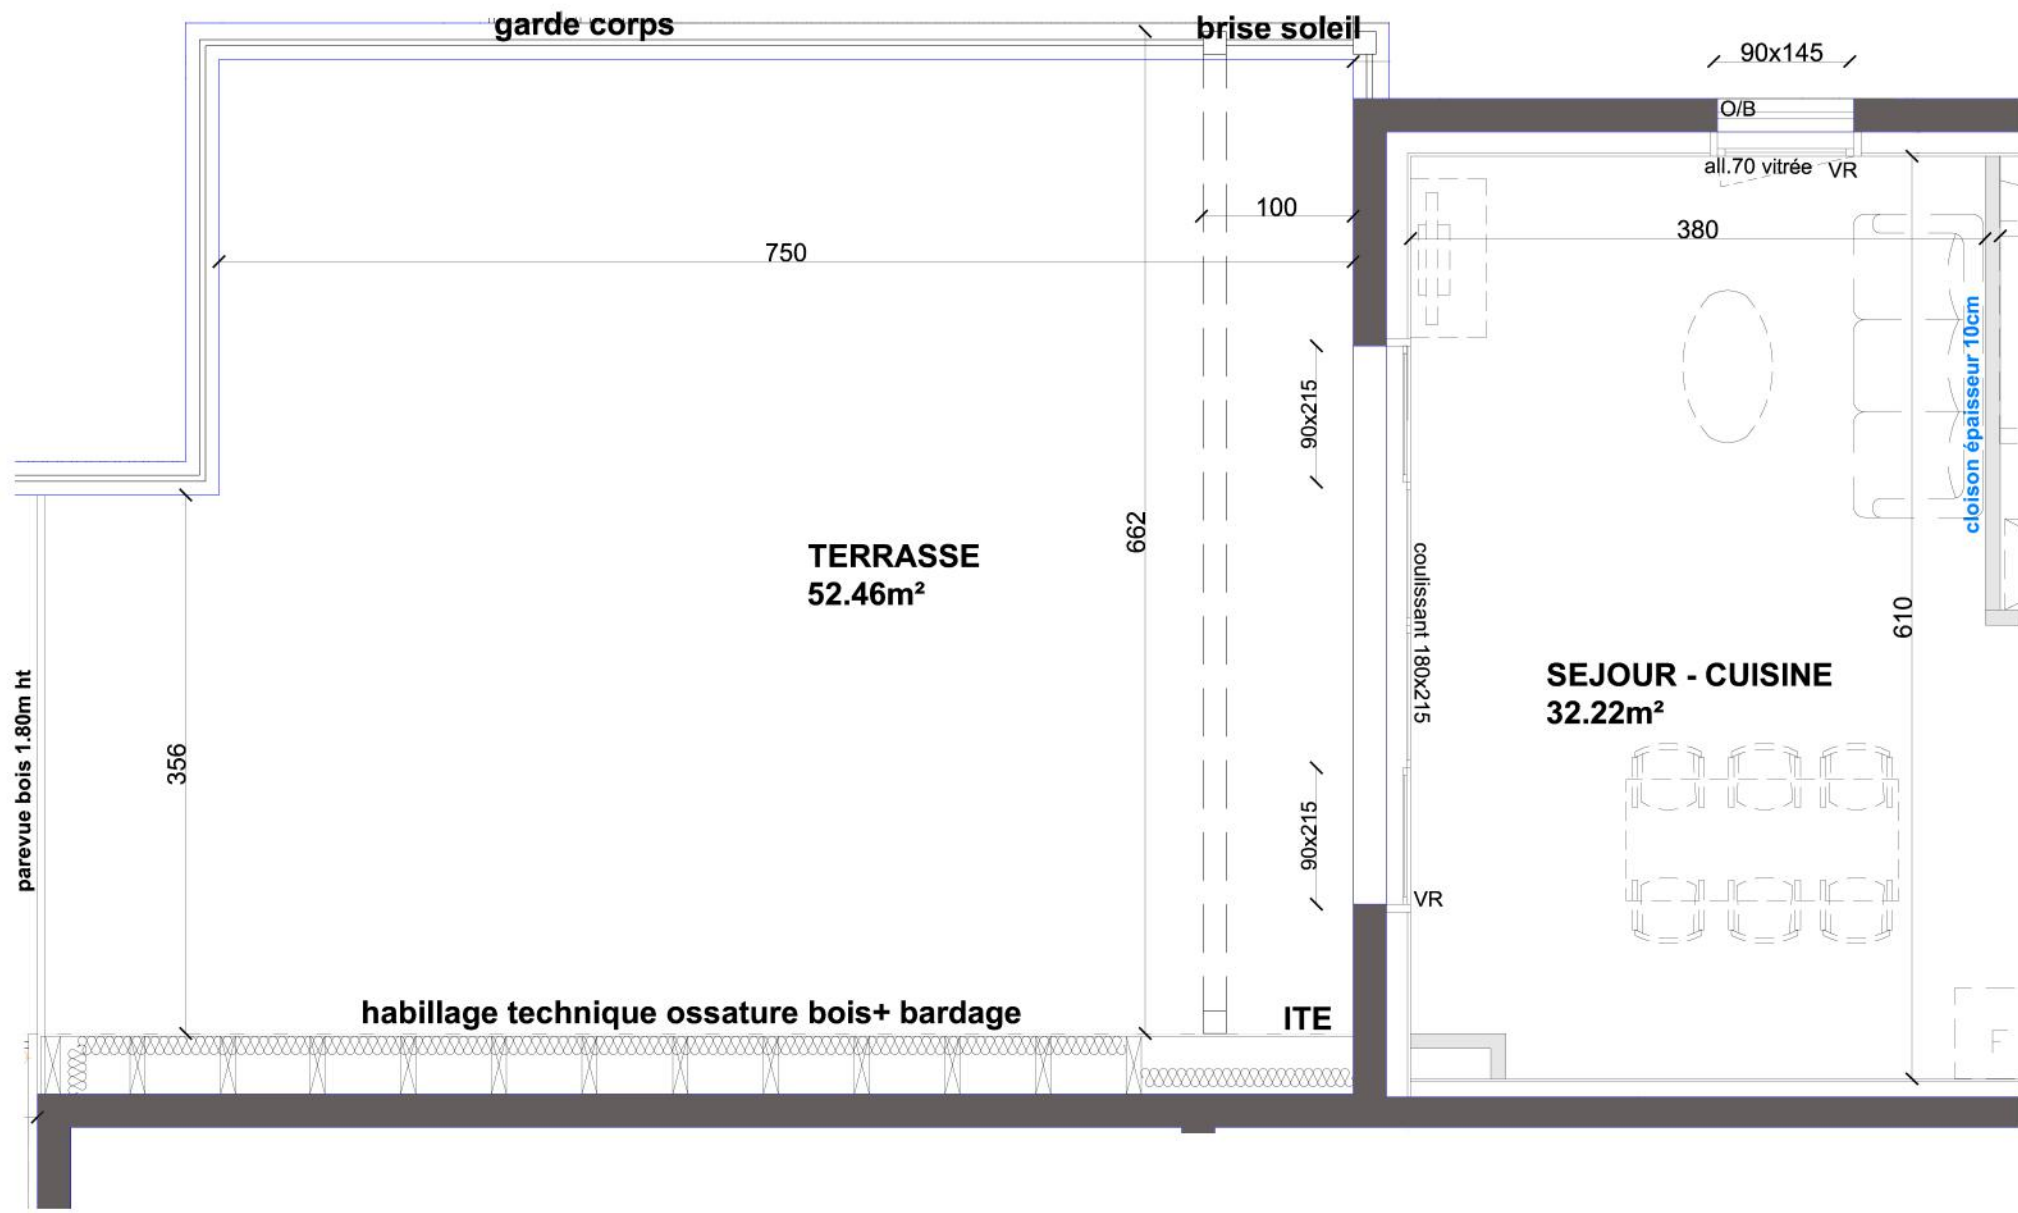 garde corps
brise soleil
90x145
O/B
all.70 vitrée
VR
100
380
750
90x215
cloison épaisseur 10cm
662
TERRASSE
52.46m²
coulissant 180x215
610
SEJOUR - CUISINE
32.22m²
parevue bois 1.80m ht
356
90x215
VR
habillage technique ossature bois+ bardage
ITE
F